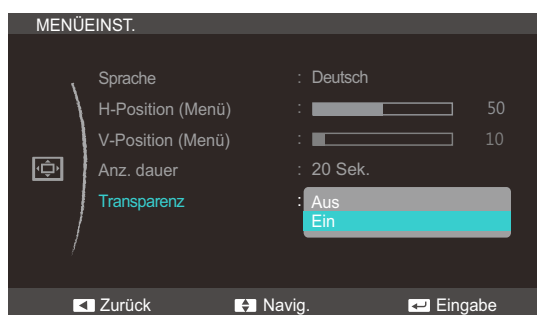 MENÜEINST.
Sprache : Deutsch
H-Position (Menü) : 50
V-Position (Menü) : 10
Anz. dauer : 20 Sek.
Transparenz : Aus
Ein
Zurück Navig. Eingabe